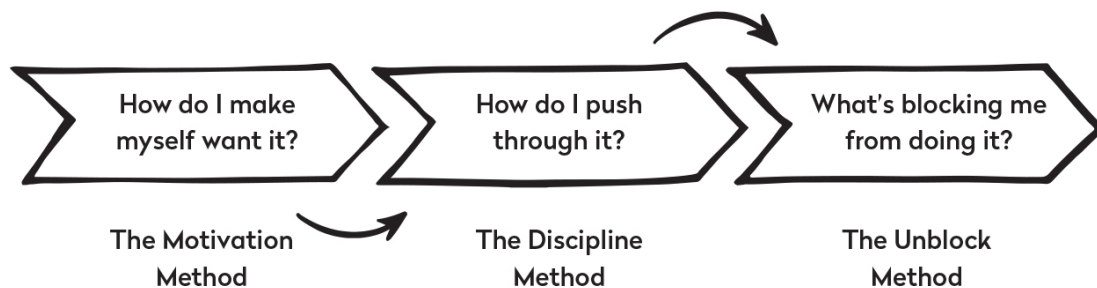 How do I make
myself want it?
How do I push
through it?
What's blocking me
from doing it?
The Motivation
Method
The Discipline
Method
The Unblock
Method